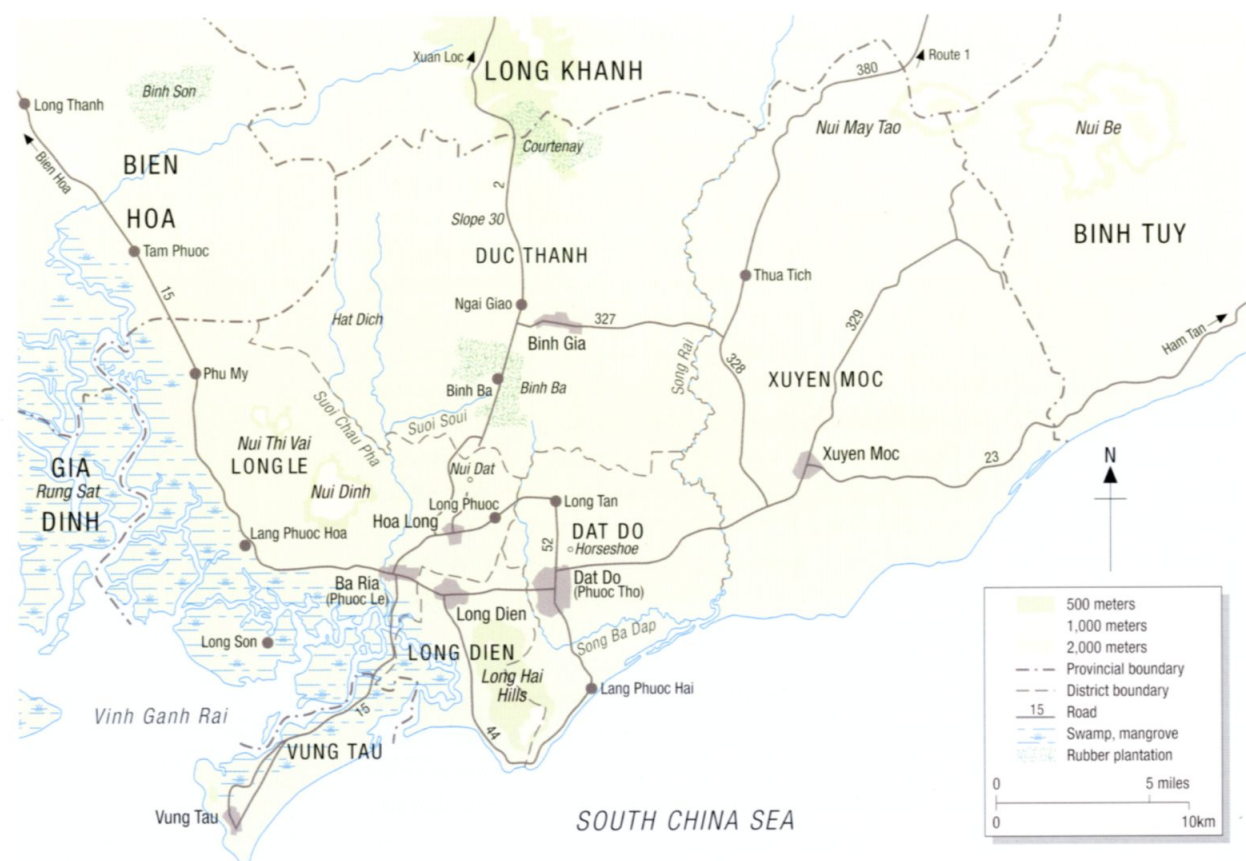 Xuan Loc
LONG KHANH
380
Route 1
Long Thanh
Binh Son
Nui May Tao
Nui Be
Courtenay
Bien Hoa
BIEN
HOA
2
Slope 30
BINH TUY
Tam Phuoc
DUC THANH
Thua Tich
15
Ngai Giao
Hat Dich
327
329
Binh Gia
Ham Tan
Song Rai
328
Phu My
Binh Ba
Binh Ba
XUYEN MOC
Suoi Chau Pha
Suoi Soui
Nui Thi Vai
LONG LE
Xuyen Moc
23
N
GIA
Rung Sat
DINH
Nui Dat
Nui Dinh
Long Phuoc
Long Tan
Hoa Long
DAT DO
Lang Phuoc Hoa
52
Horseshoe
Ba Ria
(Phuoc Le)
Dat Do
(Phuoc Tho)
Long Dien
Long Son
LONG DIEN
Song Ba Dap
Long Hai
Hills
Lang Phuoc Hai
Vinh Ganh Rai
15
44
VUNG TAU
Vung Tau
SOUTH CHINA SEA
500 meters
1,000 meters
2,000 meters
Provincial boundary
District boundary
15 Road
Swamp, mangrove
Rubber plantation
0 5 miles
0 10km